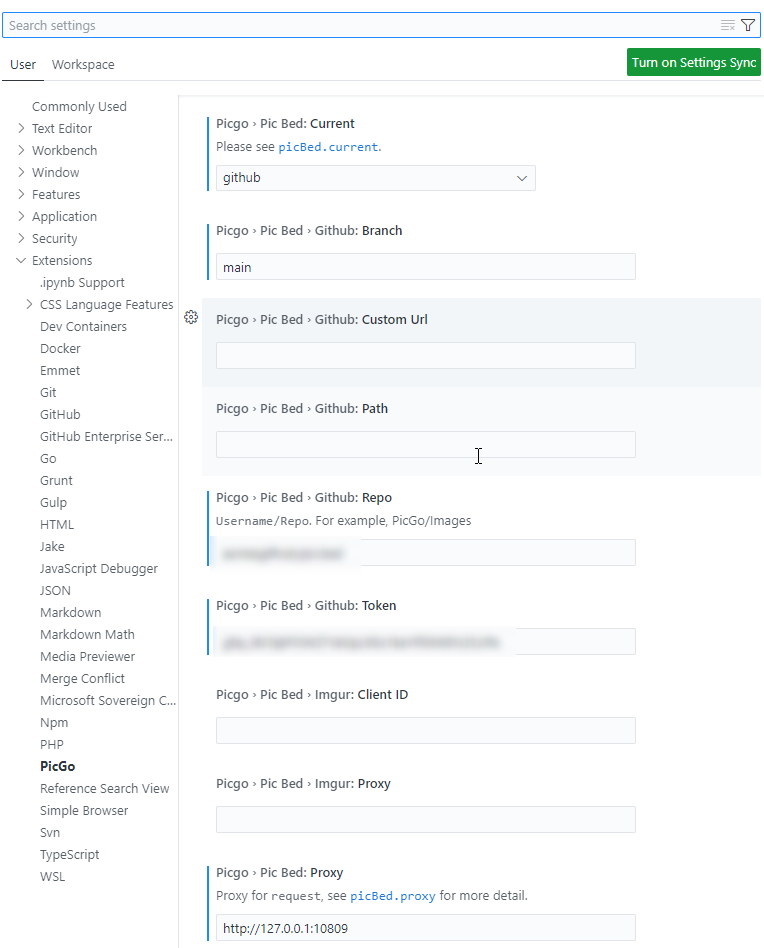 Search settings
User
Workspace
Turn on Settings Sync
Commonly Used
Text Editor
Workbench
Window
Features
Application
Security
Extensions
.ipynb Support
CSS Language Features
Dev Containers
Docker
Emmet
Git
GitHub
GitHub Enterprise Ser...
Go
Grunt
Gulp
HTML
Jake
JavaScript Debugger
JSON
Markdown
Markdown Math
Media Previewer
Merge Conflict
Microsoft Sovereign C...
Npm
PHP
PicGo
Reference Search View
Simple Browser
Svn
TypeScript
WSL
Picgo › Pic Bed: Current
Please see picBed.current.
github
Picgo › Pic Bed › Github: Branch
main
Picgo › Pic Bed › Github: Custom Url
Picgo › Pic Bed › Github: Path
Picgo › Pic Bed › Github: Repo
Username/Repo. For example, PicGo/Images
Picgo › Pic Bed › Github: Token
Picgo › Pic Bed › Imgur: Client ID
Picgo › Pic Bed › Imgur: Proxy
Picgo › Pic Bed: Proxy
Proxy for request, see picBed.proxy for more detail.
http://127.0.0.1:10809